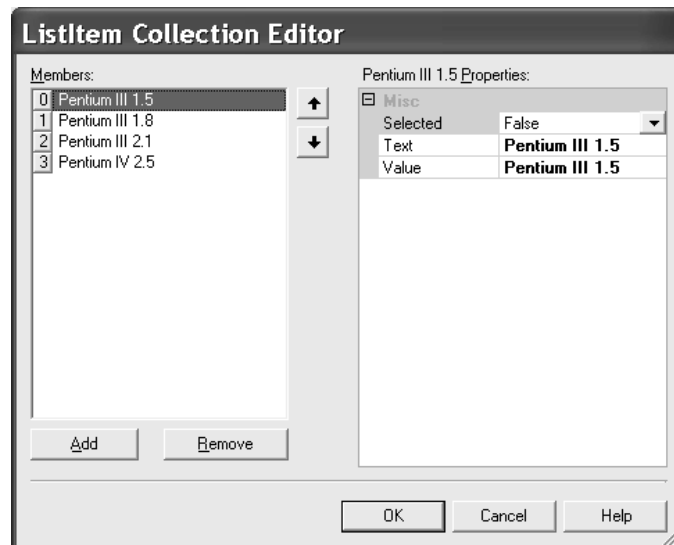 ListItem Collection Editor
Members:
0 Pentium III 1.5
1 Pentium III 1.8
2 Pentium III 2.1
3 Pentium IV 2.5
Add Remove
Pentium III 1.5 Properties:
Misc
Selected False
Text Pentium III 1.5
Value Pentium III 1.5
OK Cancel Help